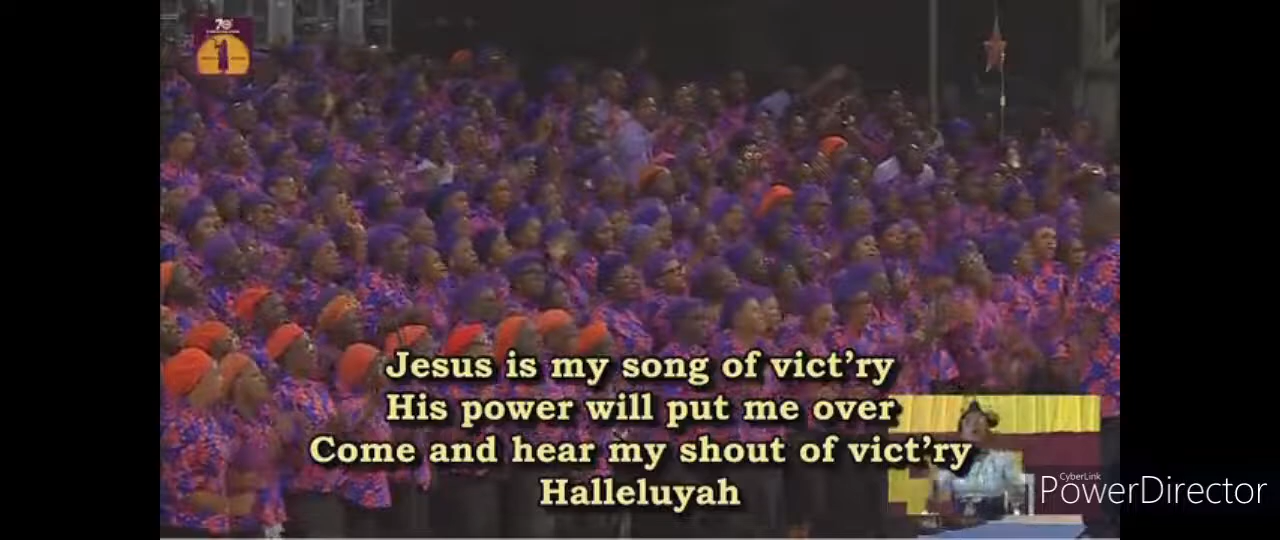 70
Jesus is my song of vict'ry
His power will put me over
Come and hear my shout of vict'ry
Halleluyah
CyberLink
PowerDirector